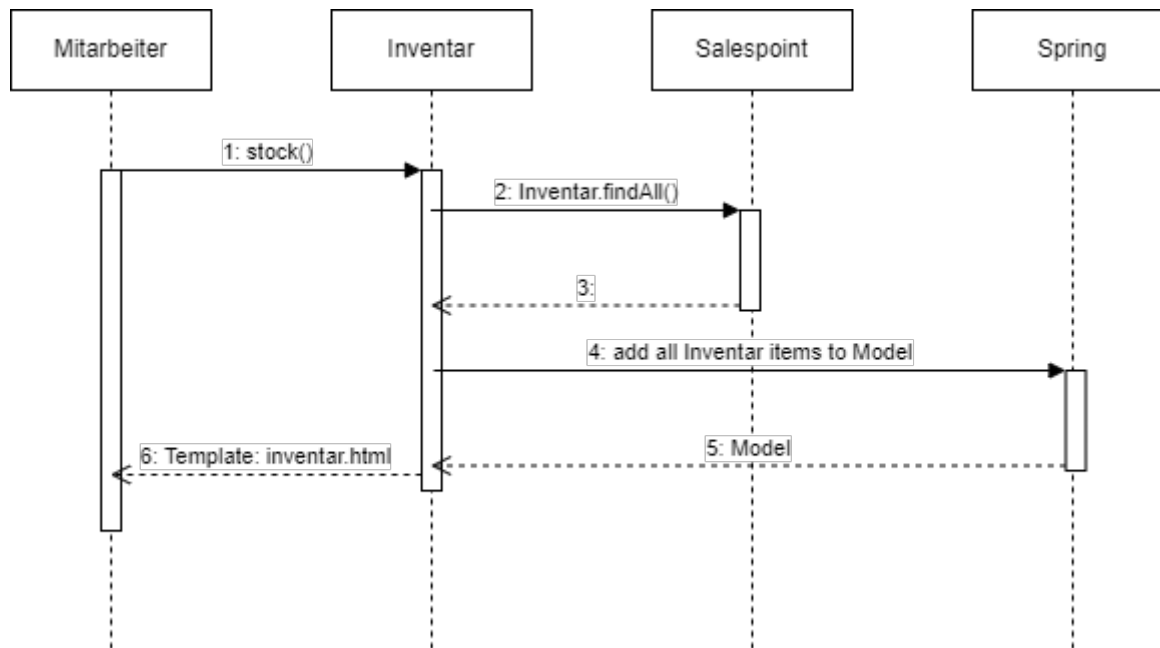 Mitarbeiter
Inventar
Salespoint
Spring
1: stock()
2: Inventar.findAll()
3:
4: add all Inventar items to Model
5: Model
6: Template: inventar.html